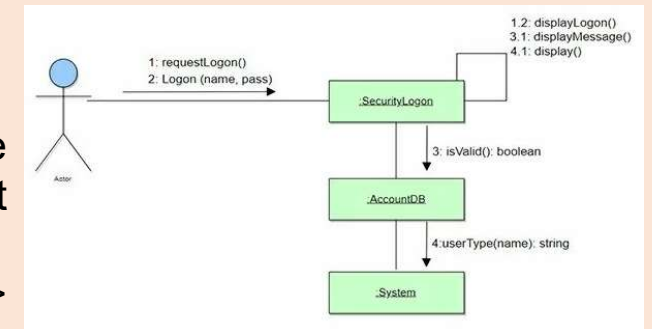 1.2: displayLogon()
3.1: displayMessage()
4.1: display()
1: requestLogon()
2: Logon (name, pass)
:SecurityLogon
e
3: isValid(): boolean
Actor
t
:AccountDB
4:userType(name): string
>
:System